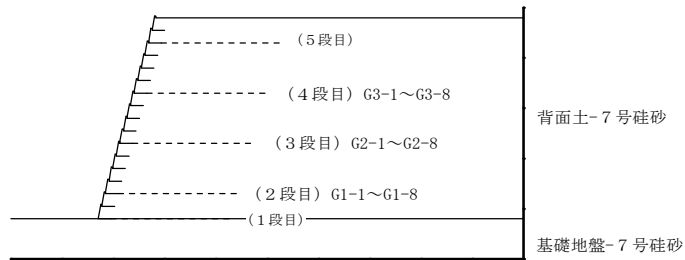 (5段目)
(4段目) G3-1～G3-8
背面土-7号硅砂
(3段目) G2-1～G2-8
(2段目) G1-1～G1-8
(1段目)
基礎地盤-7号硅砂